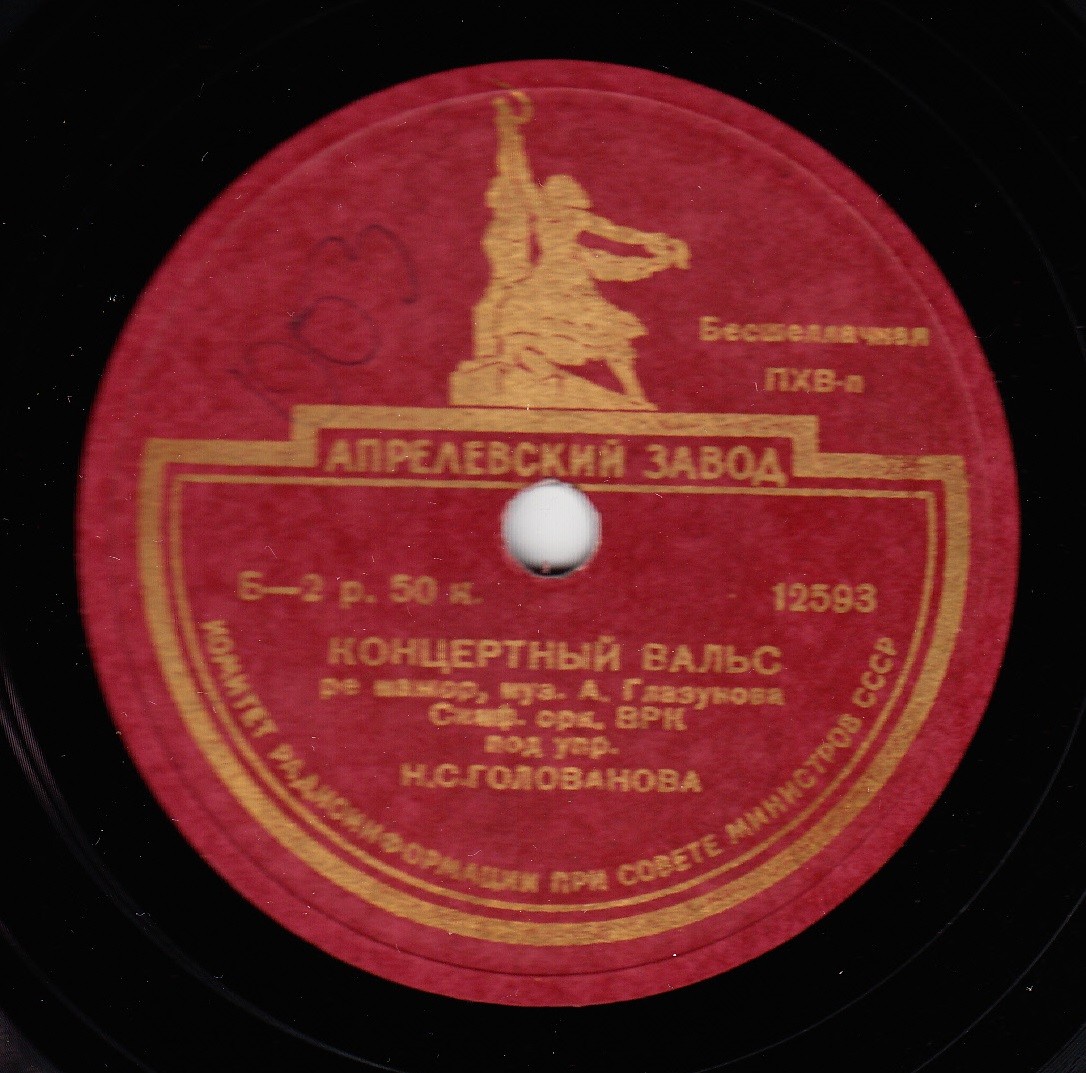 Бесшеллачная
ПХВ-п
АПРЕЛЕВСКИЙ ЗАВОД
Б—2 р. 50 к.
12593
КОНЦЕРТНЫЙ ВАЛЬС
ре мажор, муз. А. Глазунова
Симф. орк. ВРК
под упр.
Н.С.ГОЛОВАНОВА
КОМИТЕТ РАДИОИНФОРМАЦИИ ПРИ СОВЕТЕ МИНИСТРОВ СССР